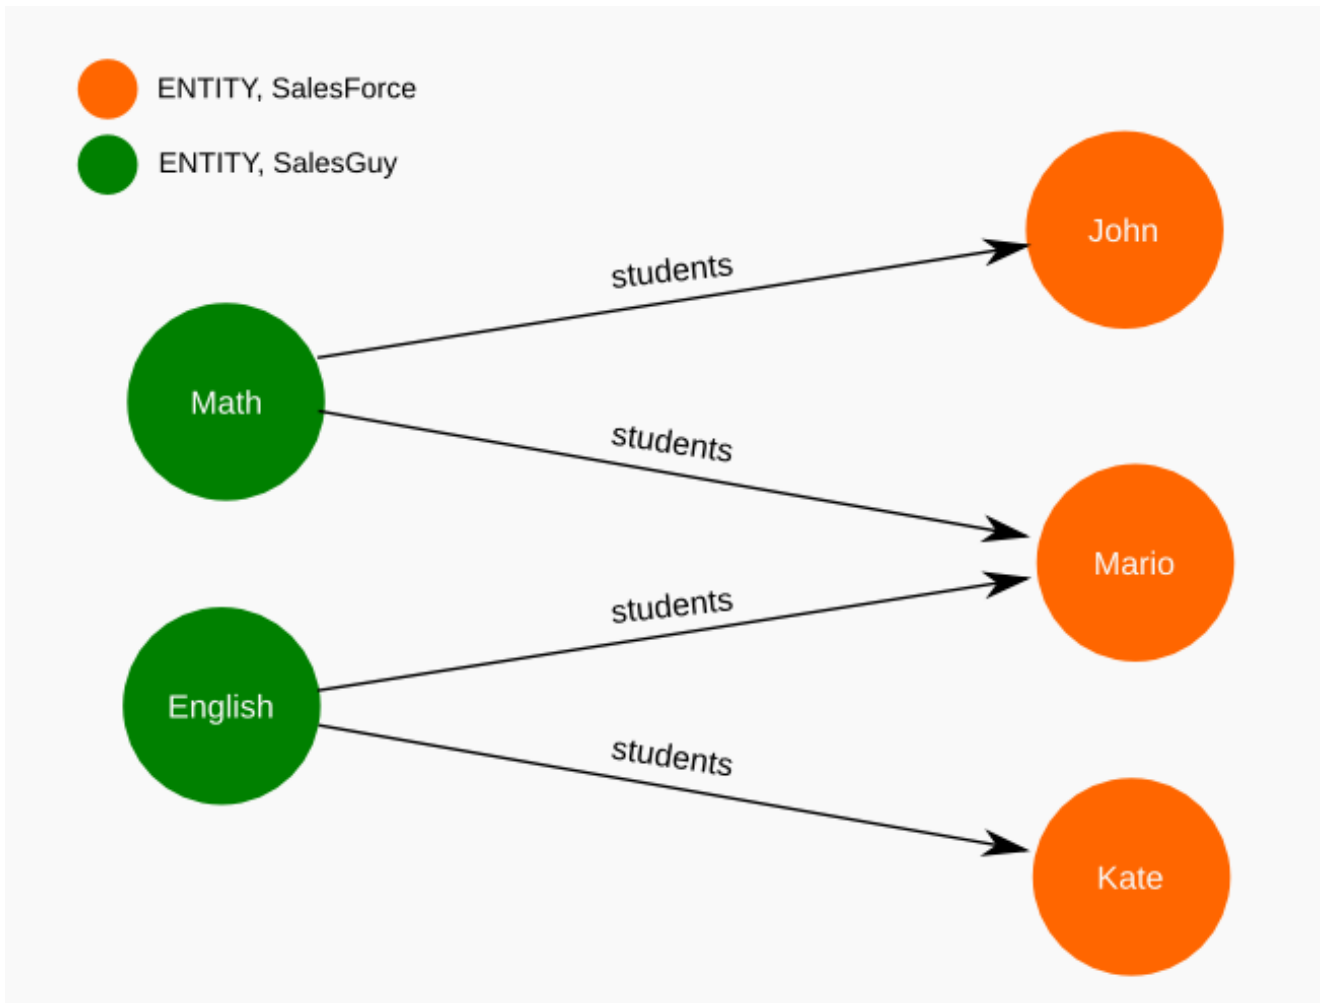 ENTITY, SalesForce
ENTITY, SalesGuy
John
students
Math
students
Mario
students
English
students
Kate